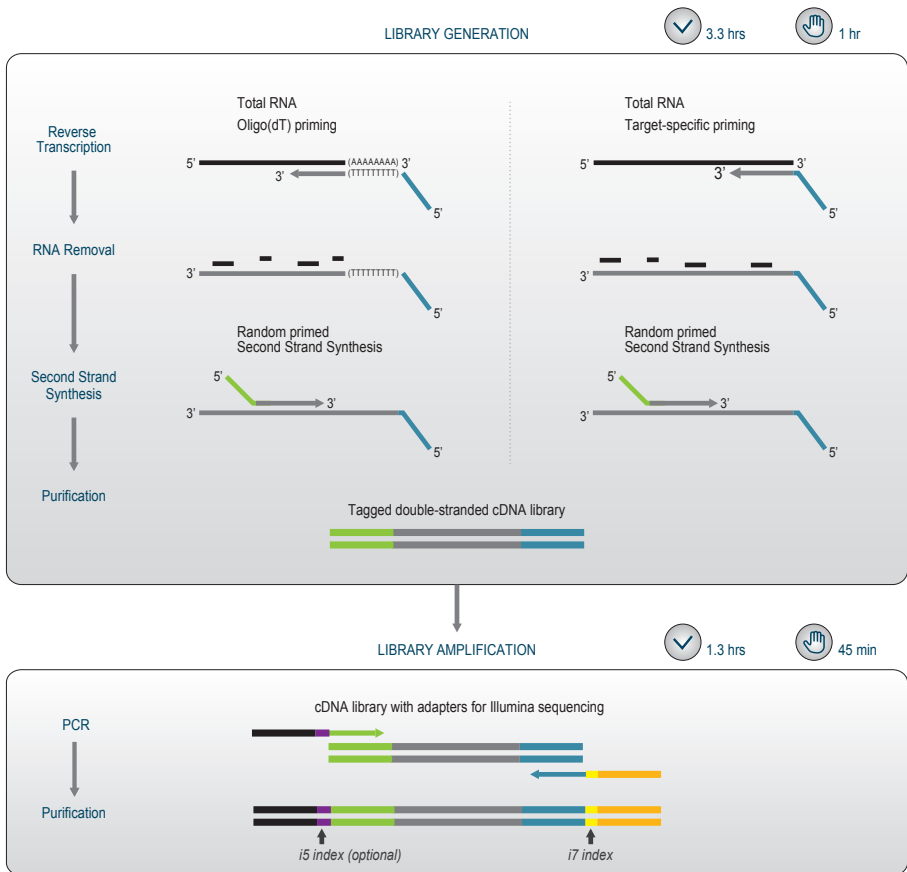 LIBRARY GENERATION
3.3 hrs
1 hr
Reverse
Transcription
RNA Removal
Second Strand
Synthesis
Purification
Total RNA
Oligo(dT) priming
5’
(AAAAAAAA)
3’
3’
(TTTTTTTTT)
5’
3’
(TTTTTTTTT)
5’
Random primed
Second Strand Synthesis
5’
3’
3’
5’
Total RNA
Target-specific priming
5’
3’
3’
5’
3’
5’
Random primed
Second Strand Synthesis
5’
3’
3’
5’
Tagged double-stranded cDNA library
LIBRARY AMPLIFICATION
1.3 hrs
45 min
PCR
Purification
cDNA library with adapters for Illumina sequencing
i5 index (optional)
i7 index